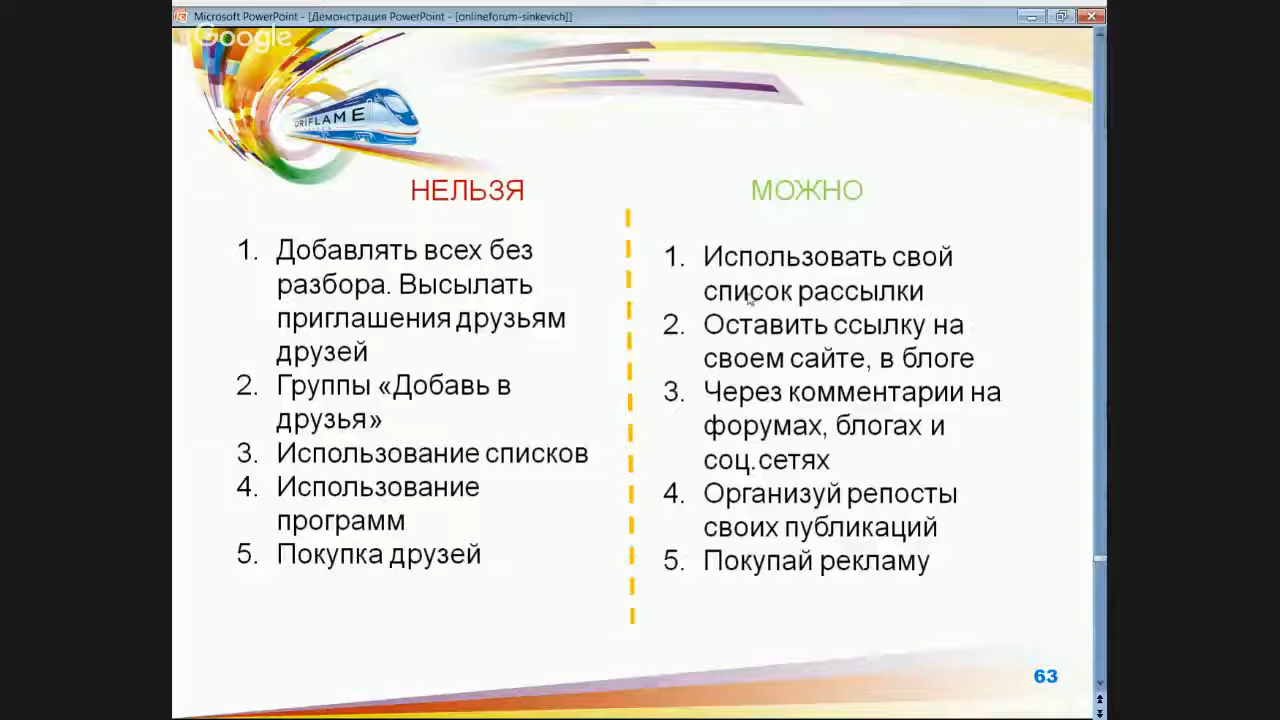 Microsoft PowerPoint - [Демонстрация PowerPoint - [onlineforum-sinkevich]]
Google
ORIFLAME
НЕЛЬЗЯ
1. Добавлять всех без
разбора. Высылать
приглашения друзьям
друзей
2. Группы «Добавь в
друзья»
3. Использование списков
4. Использование
программ
5. Покупка друзей
МОЖНО
1. Использовать свой
список рассылки
2. Оставить ссылку на
своем сайте, в блоге
3. Через комментарии на
форумах, блогах и
соц.сетях
4. Организуй репосты
своих публикаций
5. Покупай рекламу
63